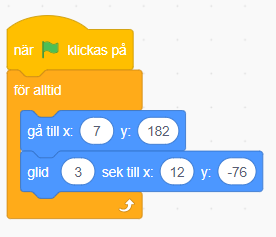 när klickas på
för alltid
gå till x: 7 y: 182
glid 3 sek till x: 12 y: -76